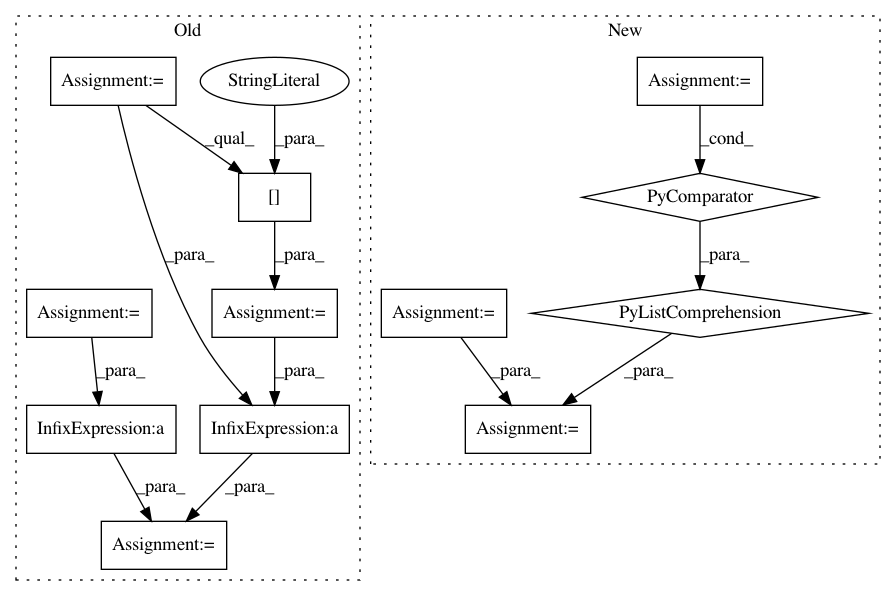 Old
New
Assignment:=
StringLiteral
Assignment:=
_qual_
_para_
_cond_
[]
PyComparator
_para_
_para_
_para_
Assignment:=
Assignment:=
Assignment:=
PyListComprehension
_para_
_para_
_para_
_para_
InfixExpression:a
InfixExpression:a
Assignment:=
_para_
_para_
Assignment:=